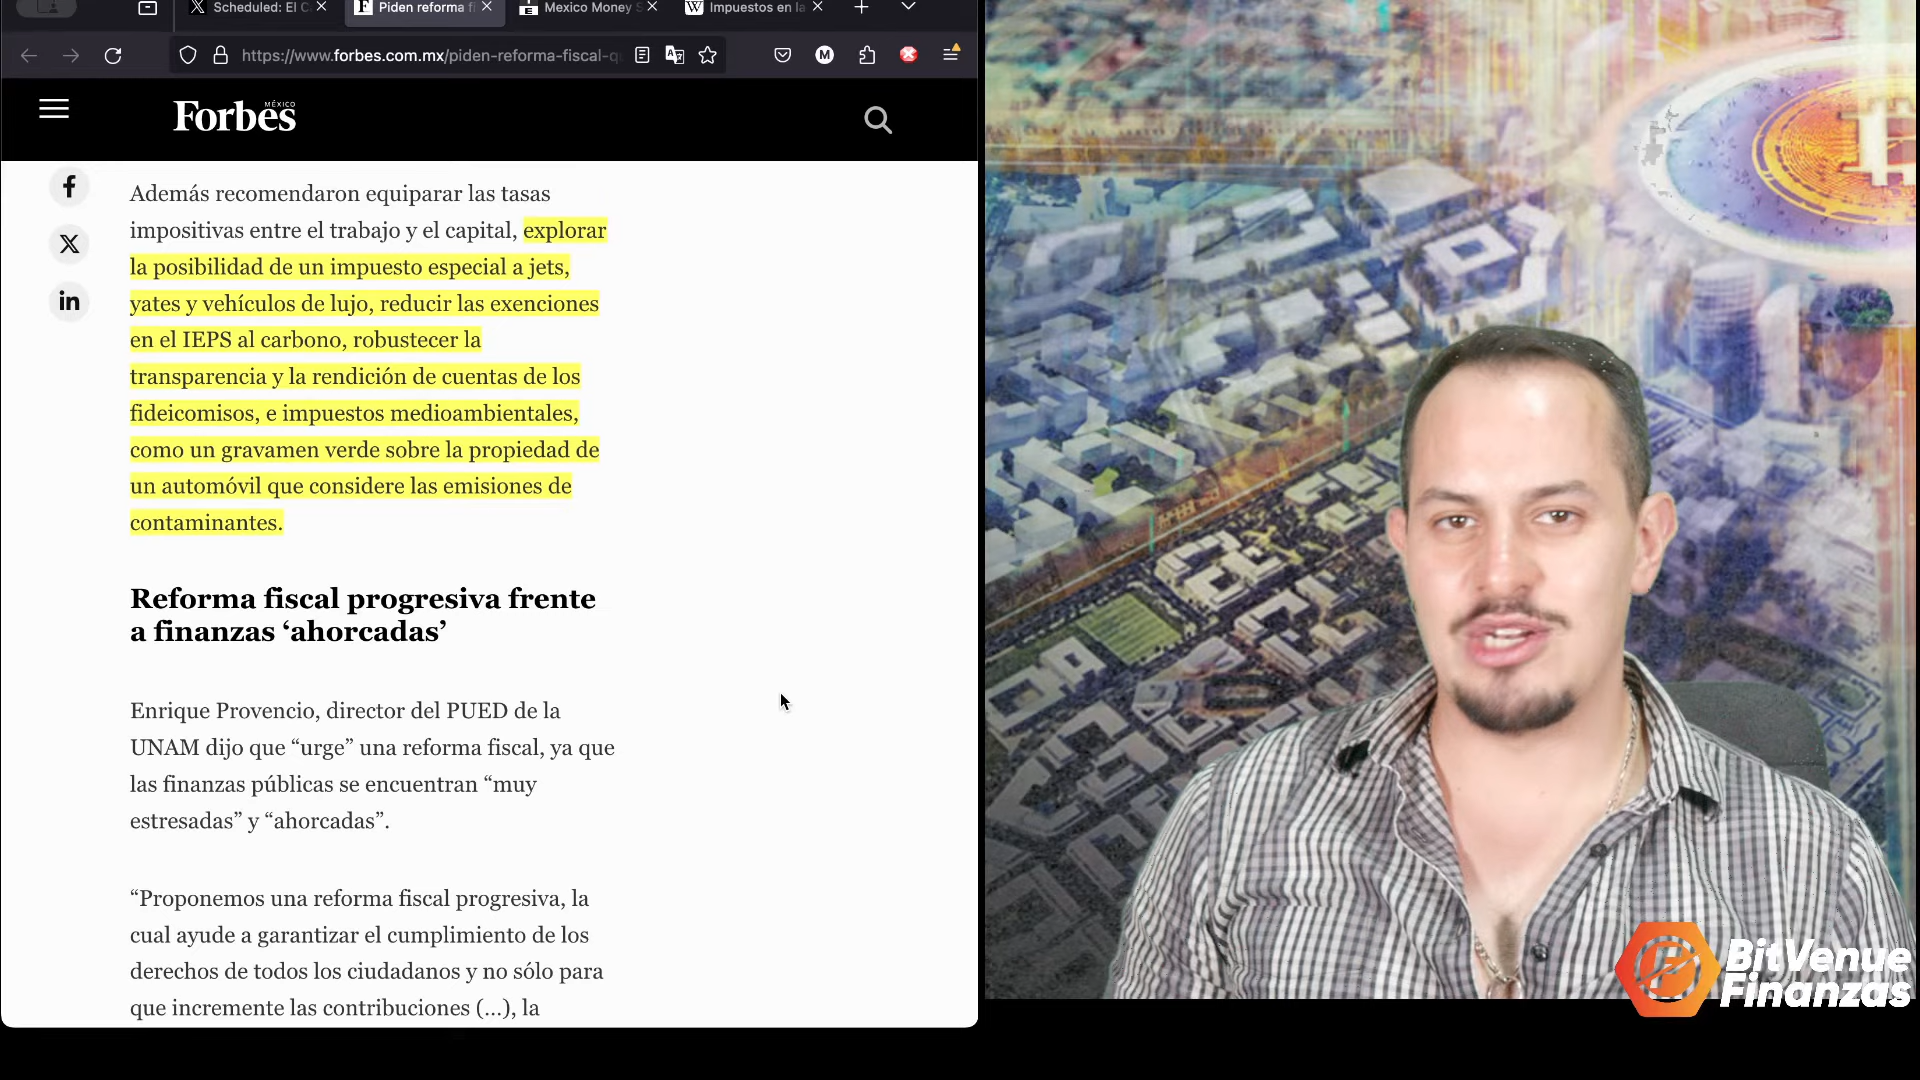 Scheduled: El C
Piden reforma fi
Mexico Money S
Impuestos en la
https://www.forbes.com.mx/piden-reforma-fiscal-q
M
Forbes
MÉXICO
Además recomendaron equiparar las tasas
impositivas entre el trabajo y el capital, explorar
la posibilidad de un impuesto especial a jets,
yates y vehículos de lujo, reducir las exenciones
en el IEPS al carbono, robustecer la
transparencia y la rendición de cuentas de los
fideicomisos, e impuestos medioambientales,
como un gravamen verde sobre la propiedad de
un automóvil que considere las emisiones de
contaminantes.
Reforma fiscal progresiva frente
a finanzas ‘ahorcadas’
Enrique Provencio, director del PUED de la
UNAM dijo que “urge” una reforma fiscal, ya que
las finanzas públicas se encuentran “muy
estresadas” y “ahorcadas”.
“Proponemos una reforma fiscal progresiva, la
cual ayude a garantizar el cumplimiento de los
derechos de todos los ciudadanos y no sólo para
que incremente las contribuciones (...), la
BitVenue
Finanzas